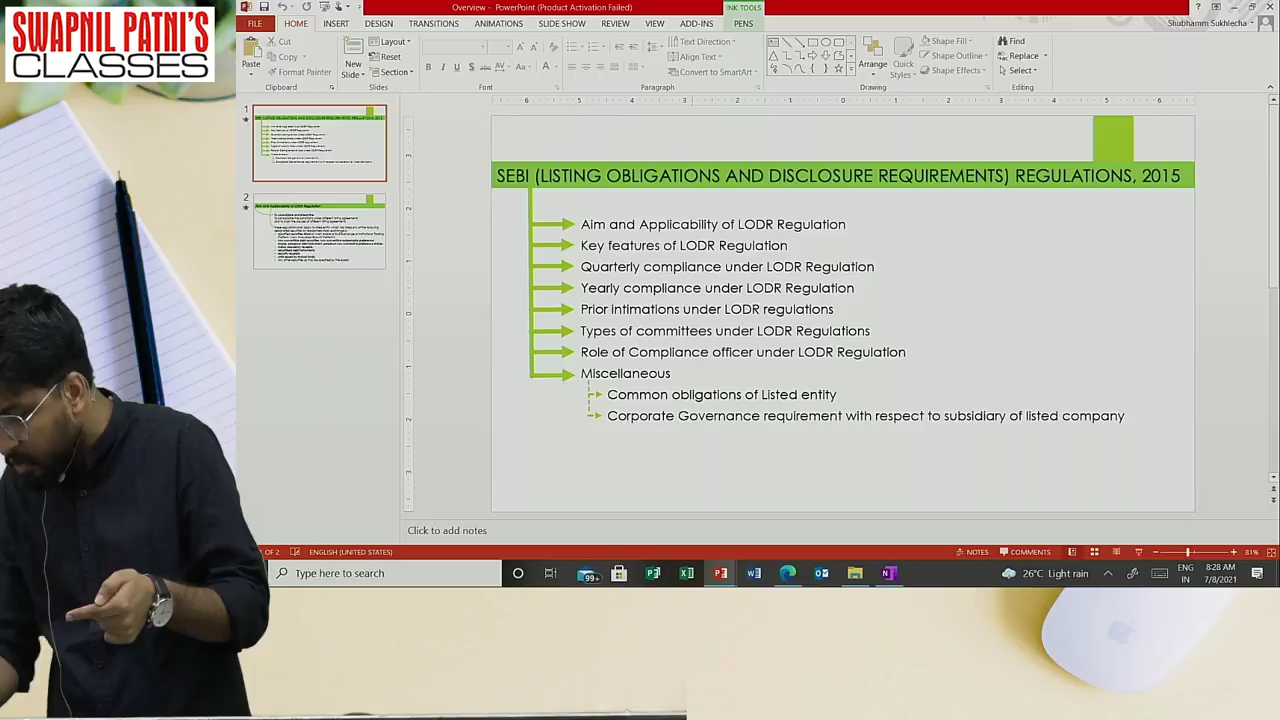 SWAPNIL PATNI'S
CLASSES
Overview - PowerPoint (Product Activation Failed)
INK TOOLS
FILE HOME INSERT DESIGN TRANSITIONS ANIMATIONS SLIDE SHOW REVIEW VIEW ADD-INS PENS
Shubhamm Sukhlecha
Paste
Cut
Copy
Format Painter
Clipboard
New
Slide
Layout
Reset
Section
Slides
Font
Text Direction
Align Text
Convert to SmartArt
Paragraph
Arrange
Quick
Styles
Shape Fill
Shape Outline
Shape Effects
Drawing
Find
Replace
Select
Editing
1
2
SEBI (LISTING OBLIGATIONS AND DISCLOSURE REQUIREMENTS) REGULATIONS, 2015
Aim and Applicability of LODR Regulation
Key features of LODR Regulation
Quarterly compliance under LODR Regulation
Yearly compliance under LODR Regulation
Prior intimations under LODR regulations
Types of committees under LODR Regulations
Role of Compliance officer under LODR Regulation
Miscellaneous
Common obligations of Listed entity
Corporate Governance requirement with respect to subsidiary of listed company
Click to add notes
1 OF 2 ENGLISH (UNITED STATES) NOTES COMMENTS 81%
Type here to search
99+
26°C Light rain
ENG
IN
8:28 AM
7/8/2021